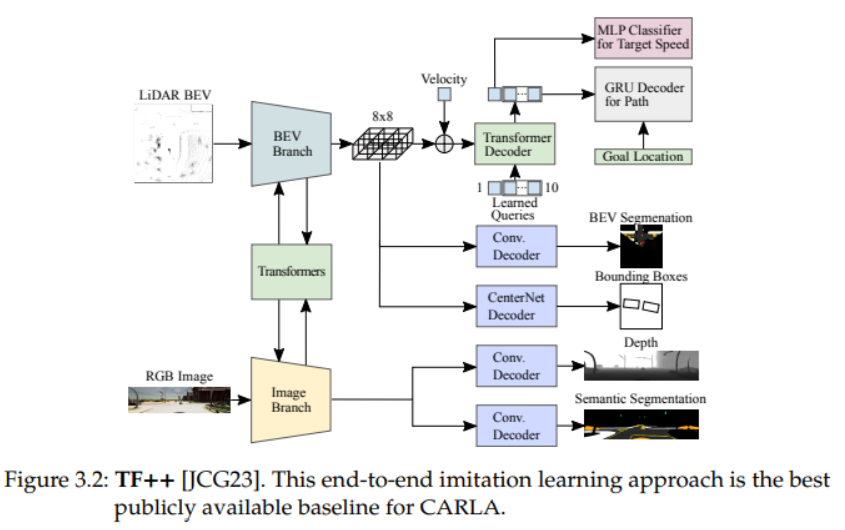 MLP Classifier
for Target Speed
Velocity
LiDAR BEV
GRU Decoder
for Path
8x8
BEV
Branch
Transformer
Decoder
Goal Location
1 ... 10
Learned
Queries
BEV Segmenation
Conv.
Decoder
Transformers
Bounding Boxes
CenterNet
Decoder
Depth
RGB Image
Conv.
Decoder
Image
Branch
Semantic Segmentation
Conv.
Decoder
Figure 3.2: TF++ [JCG23]. This end-to-end imitation learning approach is the best
publicly available baseline for CARLA.